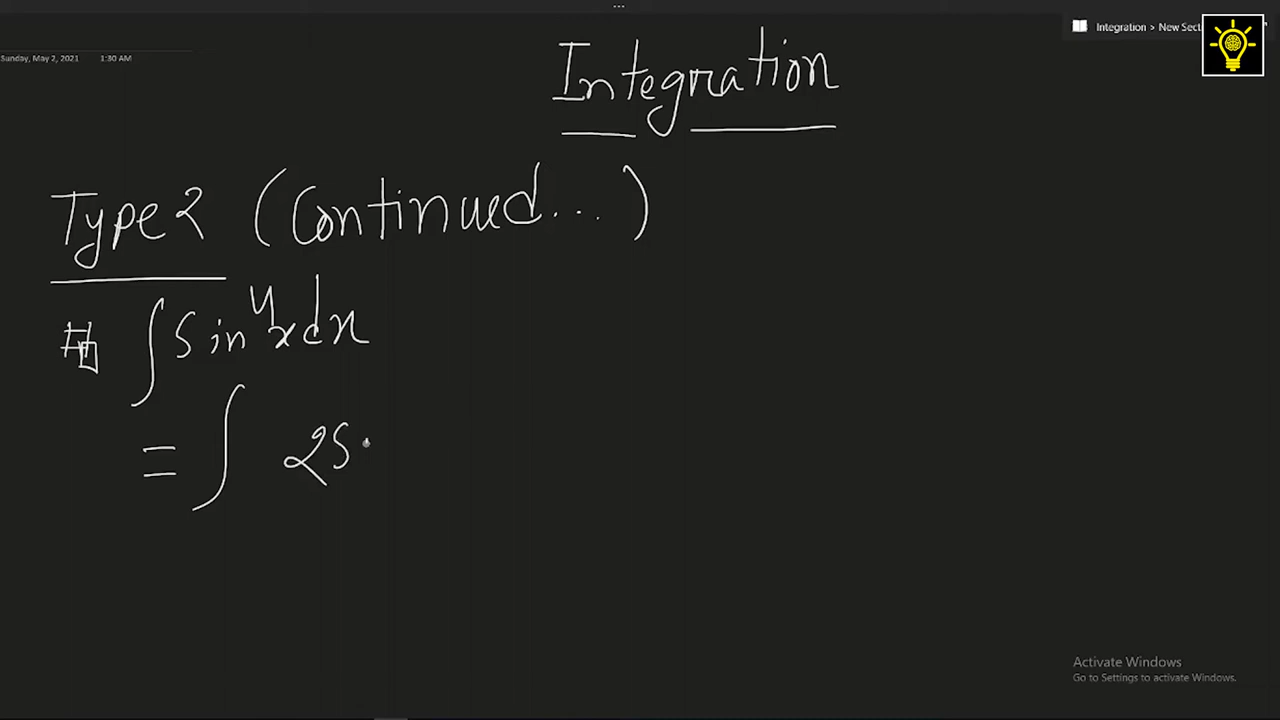 Integration > New Sect
Sunday, May 2, 2021 1:30 AM
Integration
Type 2 (Continued...)
# ∫ Sin⁴x dx
= ∫ 2S
Activate Windows
Go to Settings to activate Windows.